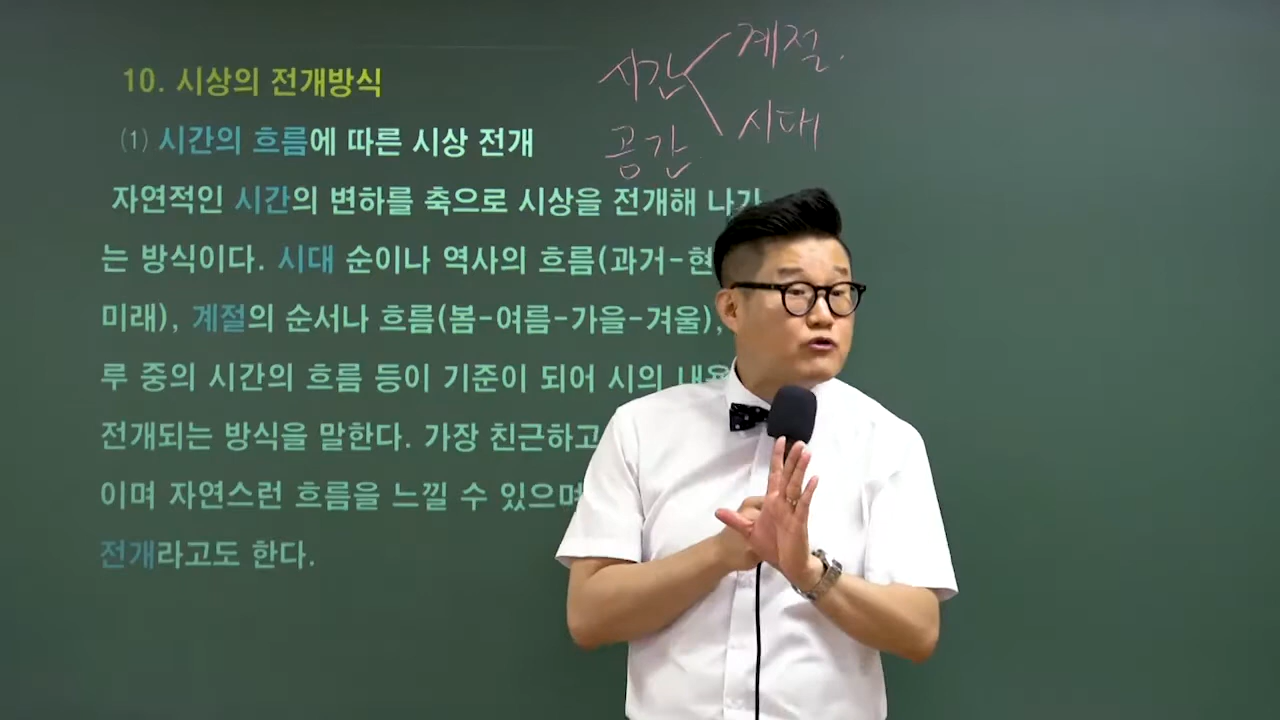 10. 시상의 전개방식
시간
계절.
시대
공간
(1) 시간의 흐름에 따른 시상 전개
자연적인 시간의 변하를 축으로 시상을 전개해 나가
는 방식이다. 시대 순이나 역사의 흐름(과거-현
미래), 계절의 순서나 흐름(봄-여름-가을-겨울),
루 중의 시간의 흐름 등이 기준이 되어 시의 내용
전개되는 방식을 말한다. 가장 친근하고
이며 자연스런 흐름을 느낄 수 있으며
전개라고도 한다.